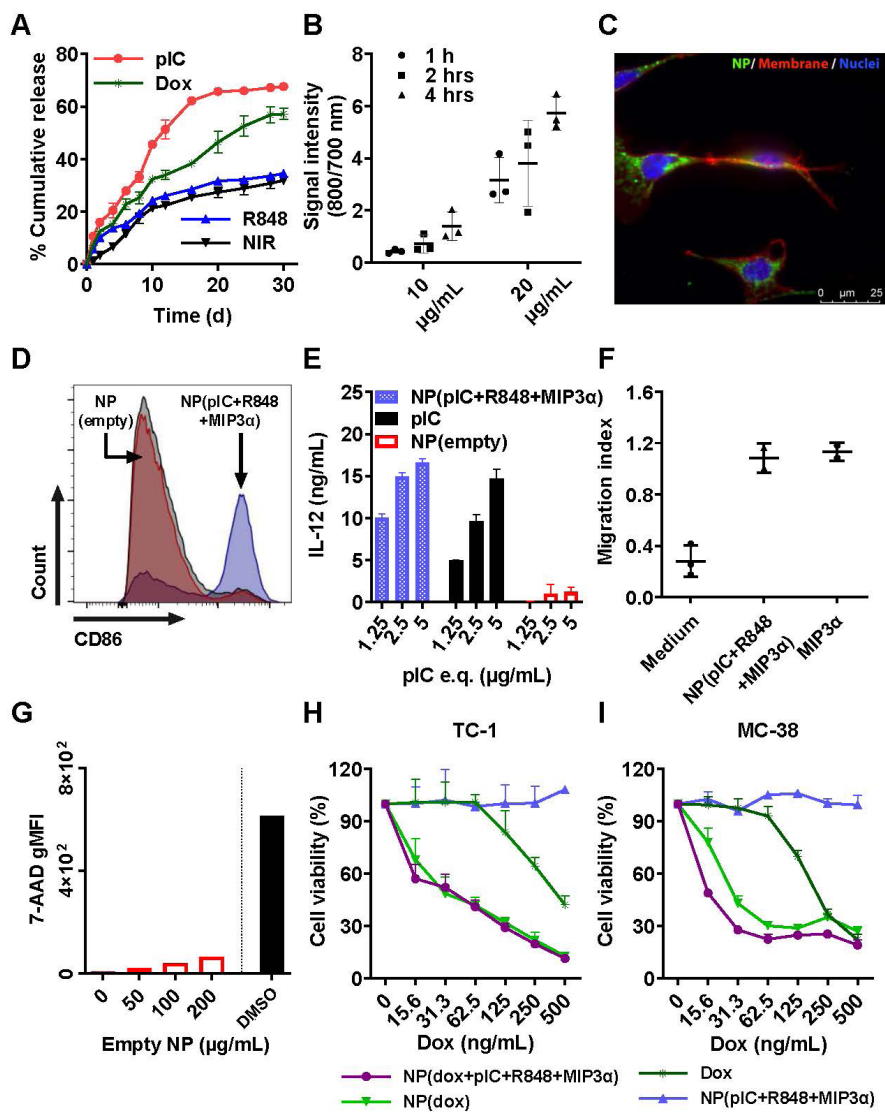 A
pIC
Dox
R848
NIR
% Cumulative release
80
60
40
20
0
0 10 20 30
Time (d)
B
1 h
2 hrs
4 hrs
Signal intensity
(800/700 nm)
8
6
4
2
0
10
µg/mL
20
µg/mL
C
NP/ Membrane / Nuclei
0 µm 25
D
NP
(empty)
NP(pIC+R848
+MIP3α)
Count
CD86
E
NP(pIC+R848+MIP3α)
pIC
NP(empty)
IL-12 (ng/mL)
25
20
15
10
5
0
1.25 2.5 5 1.25 2.5 5 1.25 2.5 5
pIC e.q. (µg/mL)
F
Migration index
1.6
1.2
0.4
0.0
Medium
NP(pIC+R848
+MIP3α)
MIP3α
G
7-AAD gMFI
8×10²
4×10²
0
0 50 100 200 DMSO
Empty NP (µg/mL)
H
TC-1
Cell viability (%)
120
90
60
30
0
0 15.6 31.3 62.5 125 250 500
Dox (ng/mL)
I
MC-38
Cell viability (%)
120
90
60
30
0
0 15.6 31.3 62.5 125 250 500
Dox (ng/mL)
NP(dox+pIC+R848+MIP3α)
Dox
NP(dox)
NP(pIC+R848+MIP3α)